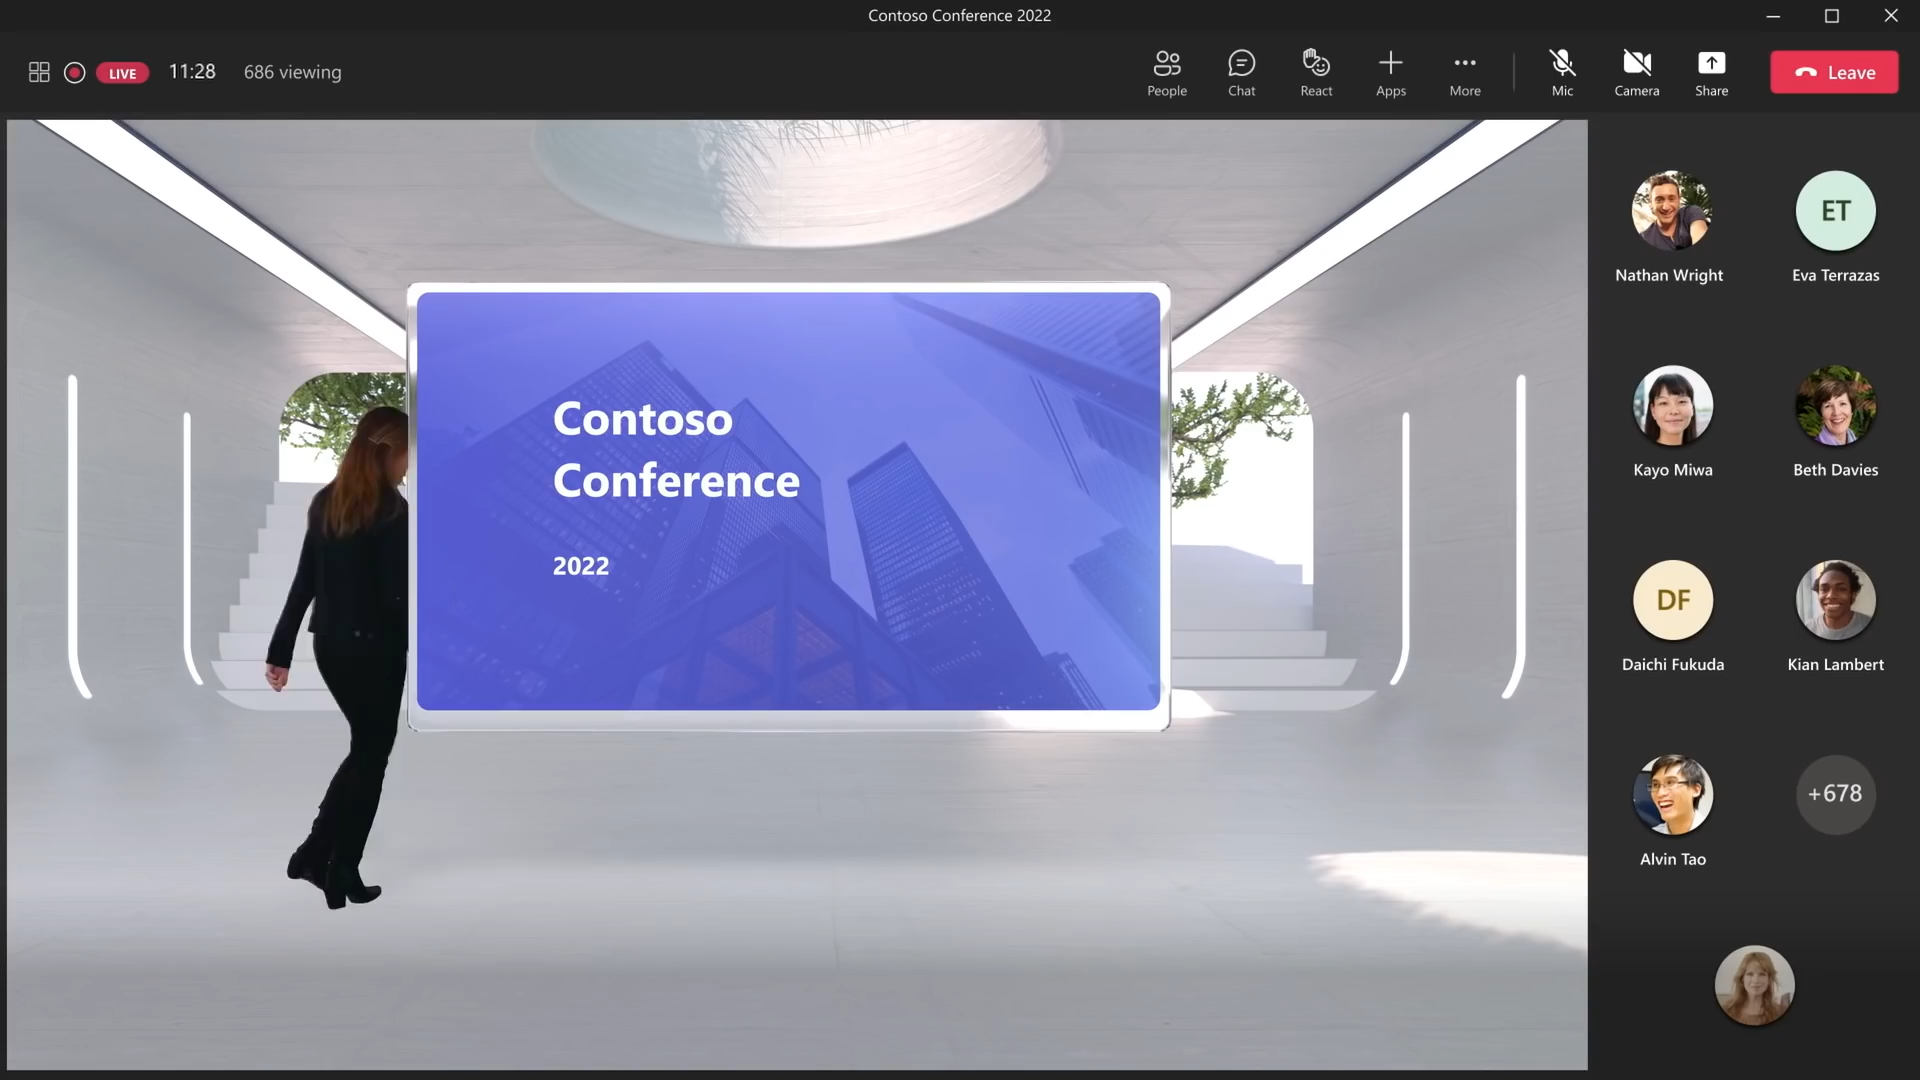 Contoso Conference 2022
LIVE
11:28
686 viewing
People
Chat
React
Apps
More
Mic
Camera
Share
Leave
Contoso
Conference
2022
Nathan Wright
ET
Eva Terrazas
Kayo Miwa
Beth Davies
DF
Daichi Fukuda
Kian Lambert
Alvin Tao
+678